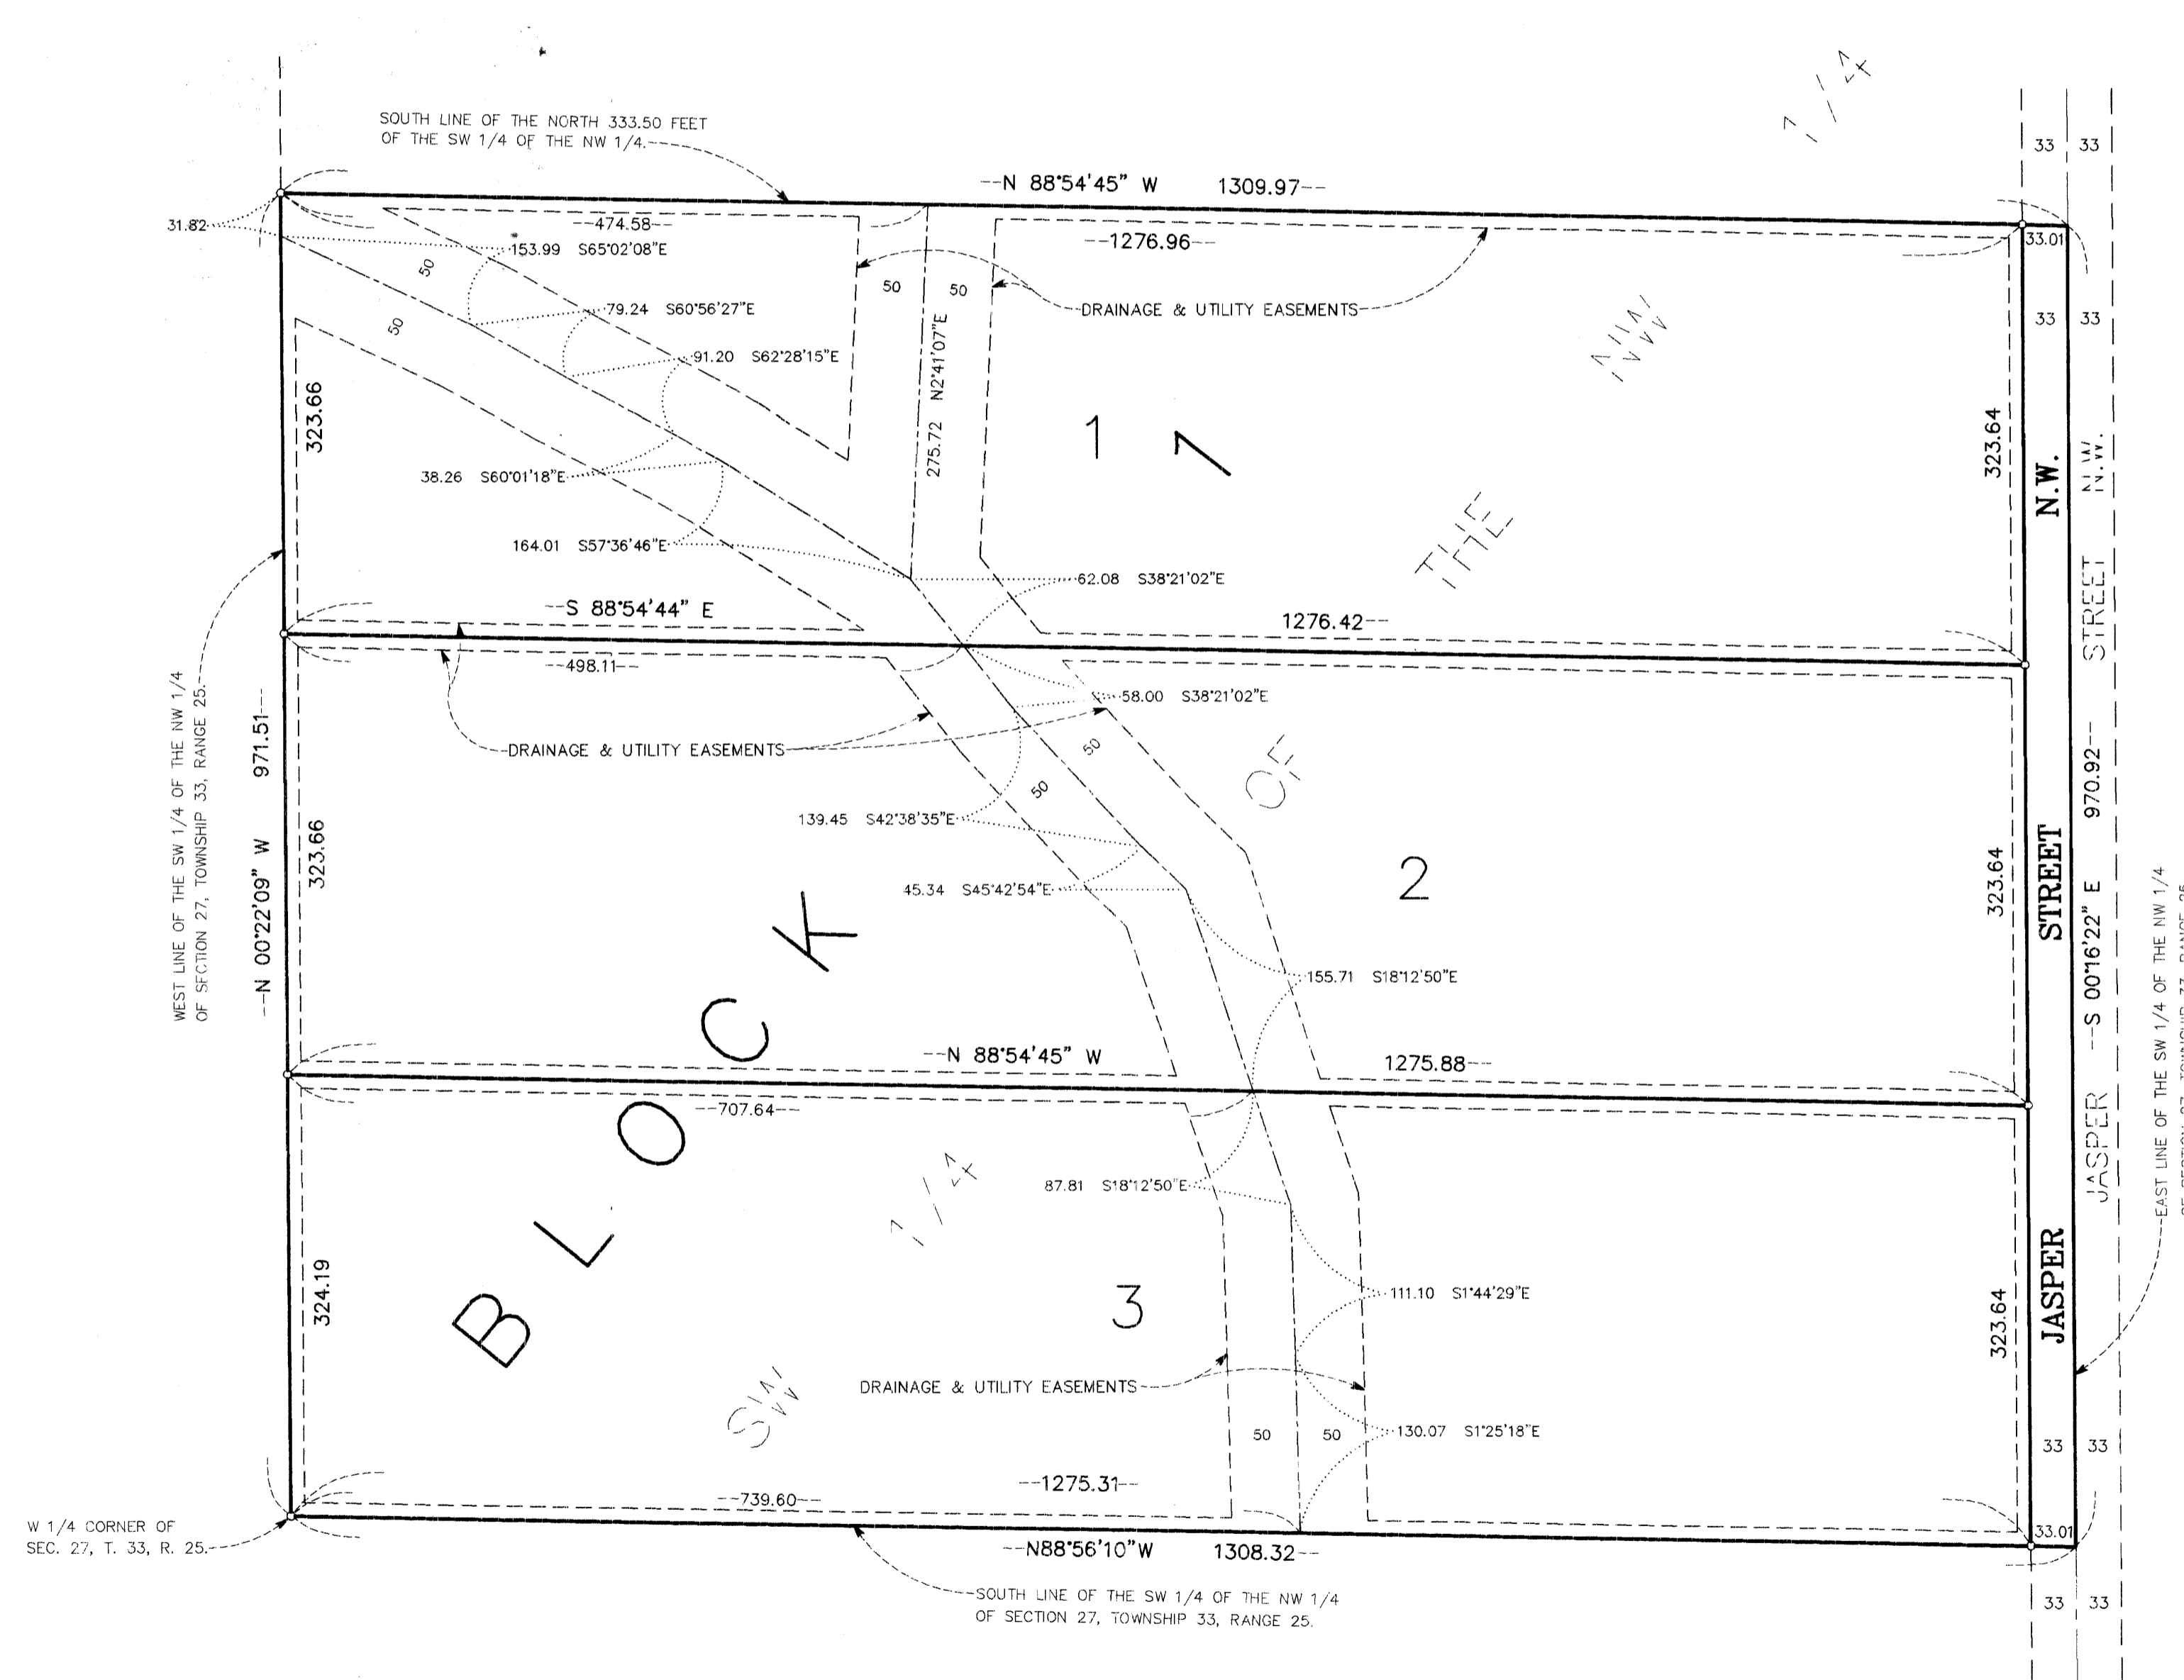 1/4
33 33
SOUTH LINE OF THE NORTH 333.50 FEET
OF THE SW 1/4 OF THE NW 1/4.
--N 88°54'45" W 1309.97--
31.82
--474.58--
--1276.96--
33.01
153.99 S65°02'08"E
50
50
50
50
79.24 S60°56'27"E
DRAINAGE & UTILITY EASEMENTS
33 33
NW
91.20 S62°28'15"E
275.72 N2°41'07"E
323.66
1
1
323.64
N.W.
N.W.
38.26 S60°01'18"E
THE
164.01 S57°36'46"E
62.08 S38°21'02"E
STREET
--S 88°54'44" E
1276.42--
--498.11--
58.00 S38°21'02"E
WEST LINE OF THE SW 1/4 OF THE NW 1/4
OF SECTION 27, TOWNSHIP 33, RANGE 25.
--N 00°22'09" W 971.51--
DRAINAGE & UTILITY EASEMENTS
50
50
OF
139.45 S42°38'35"E
323.66
2
323.64
STREET
--S 00°16'22" E 970.92--
45.34 S45°42'54"E
155.71 S18°12'50"E
BLOCK
--N 88°54'45" W
1275.88--
--707.64--
JASPER
EAST LINE OF THE SW 1/4 OF THE NW 1/4
1/4
87.81 S18°12'50"E
324.19
3
111.10 S1°44'29"E
323.64
JASPER
DRAINAGE & UTILITY EASEMENTS
SW
50 50
130.07 S1°25'18"E
33 33
--1275.31--
--739.60--
W 1/4 CORNER OF
SEC. 27, T. 33, R. 25.
33.01
--N88°56'10"W 1308.32--
SOUTH LINE OF THE SW 1/4 OF THE NW 1/4
OF SECTION 27, TOWNSHIP 33, RANGE 25.
33 33